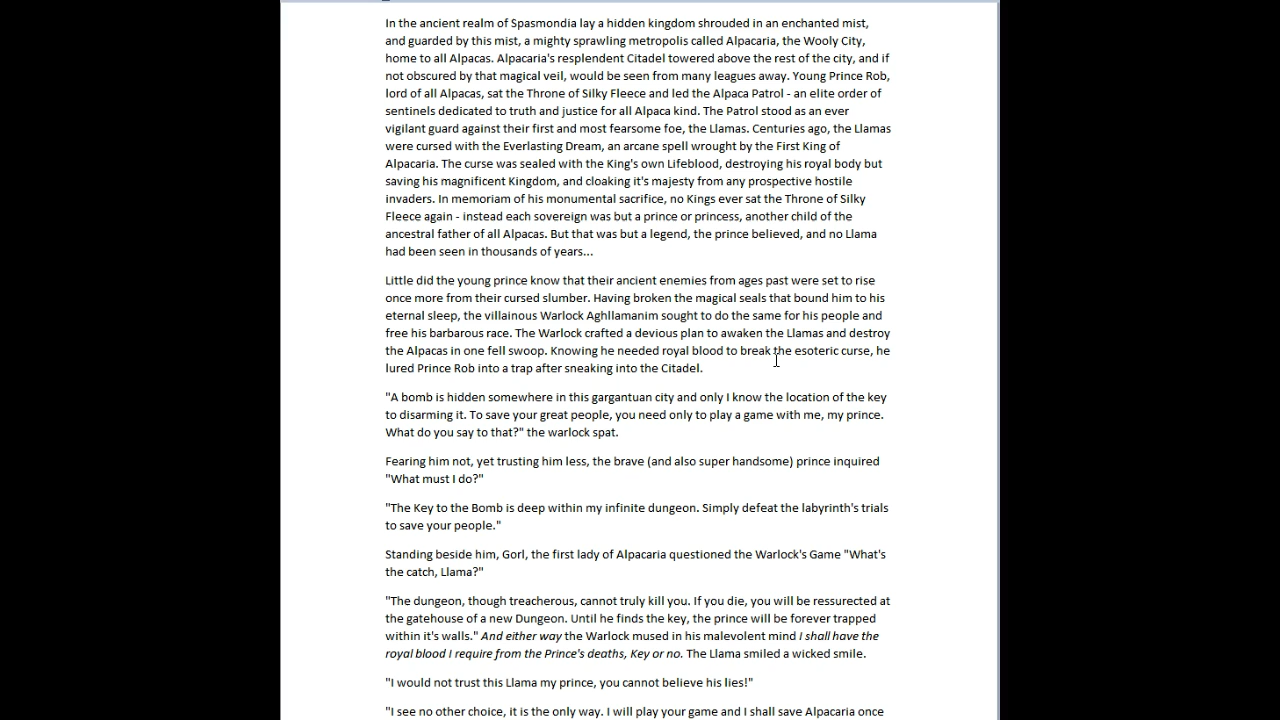 In the ancient realm of Spasmondia lay a hidden kingdom shrouded in an enchanted mist,
and guarded by this mist, a mighty sprawling metropolis called Alpacaria, the Wooly City,
home to all Alpacas. Alpacaria's resplendent Citadel towered above the rest of the city, and if
not obscured by that magical veil, would be seen from many leagues away. Young Prince Rob,
lord of all Alpacas, sat the Throne of Silky Fleece and led the Alpaca Patrol - an elite order of
sentinels dedicated to truth and justice for all Alpaca kind. The Patrol stood as an ever
vigilant guard against their first and most fearsome foe, the Llamas. Centuries ago, the Llamas
were cursed with the Everlasting Dream, an arcane spell wrought by the First King of
Alpacaria. The curse was sealed with the King's own Lifeblood, destroying his royal body but
saving his magnificent Kingdom, and cloaking it's majesty from any prospective hostile
invaders. In memoriam of his monumental sacrifice, no Kings ever sat the Throne of Silky
Fleece again - instead each sovereign was but a prince or princess, another child of the
ancestral father of all Alpacas. But that was but a legend, the prince believed, and no Llama
had been seen in thousands of years...
Little did the young prince know that their ancient enemies from ages past were set to rise
once more from their cursed slumber. Having broken the magical seals that bound him to his
eternal sleep, the villainous Warlock Aghllamanim sought to do the same for his people and
free his barbarous race. The Warlock crafted a devious plan to awaken the Llamas and destroy
the Alpacas in one fell swoop. Knowing he needed royal blood to break the esoteric curse, he
lured Prince Rob into a trap after sneaking into the Citadel.
"A bomb is hidden somewhere in this gargantuan city and only I know the location of the key
to disarming it. To save your great people, you need only to play a game with me, my prince.
What do you say to that?" the warlock spat.
Fearing him not, yet trusting him less, the brave (and also super handsome) prince inquired
"What must I do?"
"The Key to the Bomb is deep within my infinite dungeon. Simply defeat the labyrinth's trials
to save your people."
Standing beside him, Gorl, the first lady of Alpacaria questioned the Warlock's Game "What's
the catch, Llama?"
"The dungeon, though treacherous, cannot truly kill you. If you die, you will be ressurected at
the gatehouse of a new Dungeon. Until he finds the key, the prince will be forever trapped
within it's walls." And either way the Warlock mused in his malevolent mind I shall have the
royal blood I require from the Prince's deaths, Key or no. The Llama smiled a wicked smile.
"I would not trust this Llama my prince, you cannot believe his lies!"
"I see no other choice, it is the only way. I will play your game and I shall save Alpacaria once